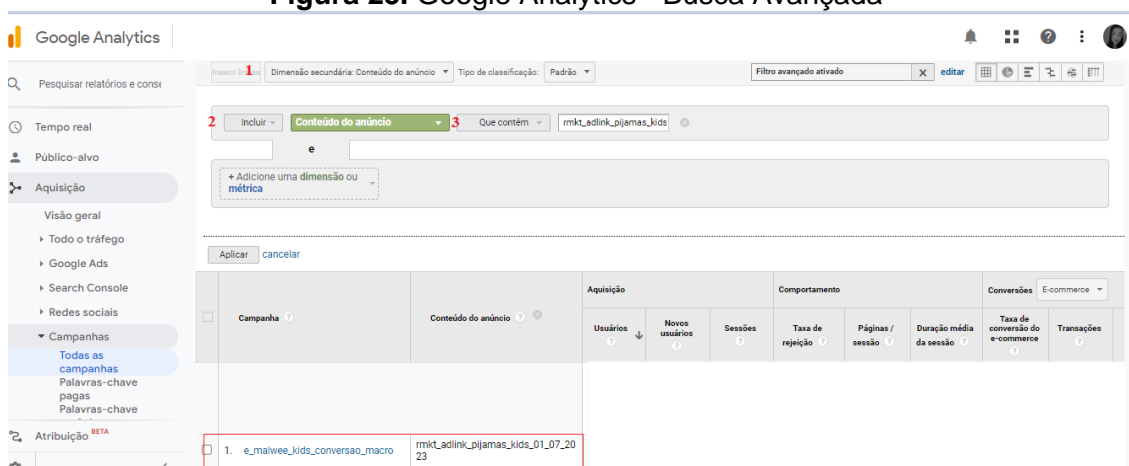 Figura 25. Google Analytics - Busca Avançada
Google Analytics
1 Dimensão secundária: Conteúdo do anúncio Tipo de classificação: Padrão Filtro avançado ativado X editar
Pesquisar relatórios e conse
2 Incluir Conteúdo do anúncio 3 Que contém rmkt_adlink_pijamas_kids
e
+ Adicione uma dimensão ou
métrica
Aplicar cancelar
Tempo real
Público-alvo
Aquisição
Visão geral
Todo o tráfego
Google Ads
Search Console
Redes sociais
Campanhas
Todas as
campanhas
Palavras-chave
pagas
Palavras-chave
Atribuição BETA
Aquisição Comportamento Conversões E-commerce
Campanha ? Conteúdo do anúncio ?
Usuários ?
Novos
usuários ?
Sessões ?
Taxa de
rejeição ?
Páginas /
sessão ?
Duração média
da sessão ?
Taxa de
conversão do
e-commerce ?
Transações ?
1. e_malwee_kids_conversao_macro rmkt_adlink_pijamas_kids_01_07_20
23